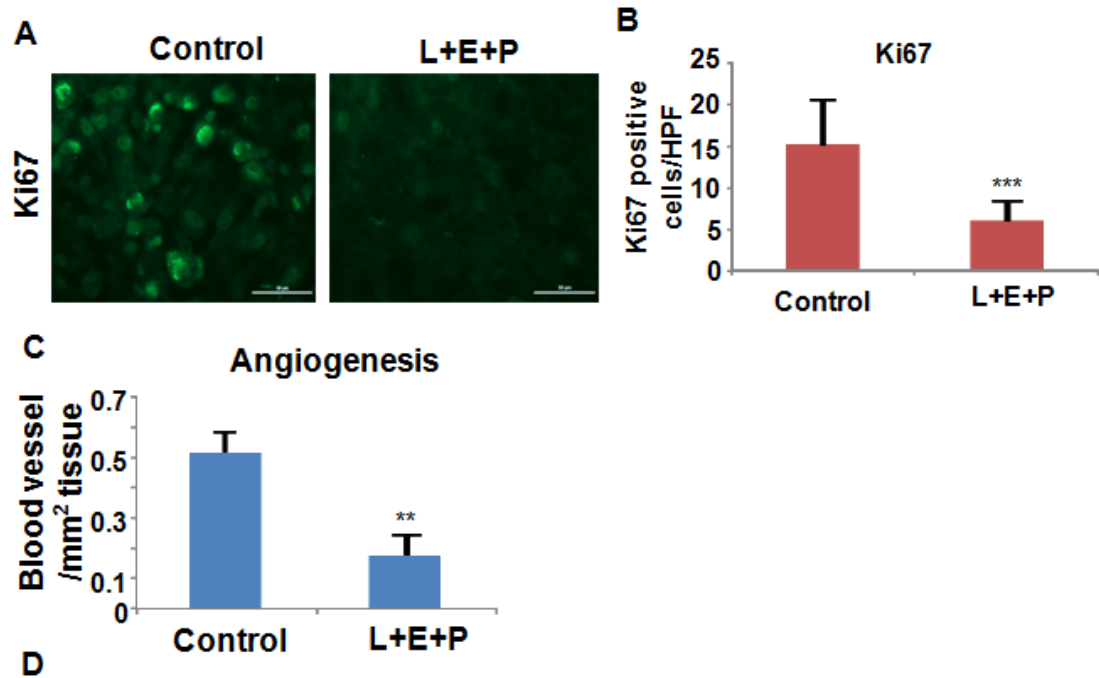 A
Control
L+E+P
Ki67
B
Ki67
Ki67 positive
cells/HPF
25
20
15
10
5
0
***
Control
L+E+P
C
Angiogenesis
Blood vessel
/mm² tissue
0.7
0.5
0.3
0.1
0
**
Control
L+E+P
D